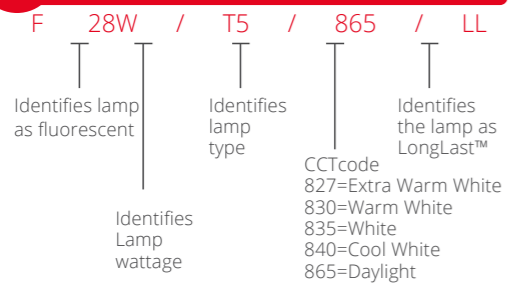 F 28W / T5 / 865 / LL
Identifies lamp
as fluorescent
Identifies
Lamp
wattage
Identifies
lamp
type
CCTcode
827=Extra Warm White
830=Warm White
835=White
840=Cool White
865=Daylight
Identifies
the lamp as
LongLast™